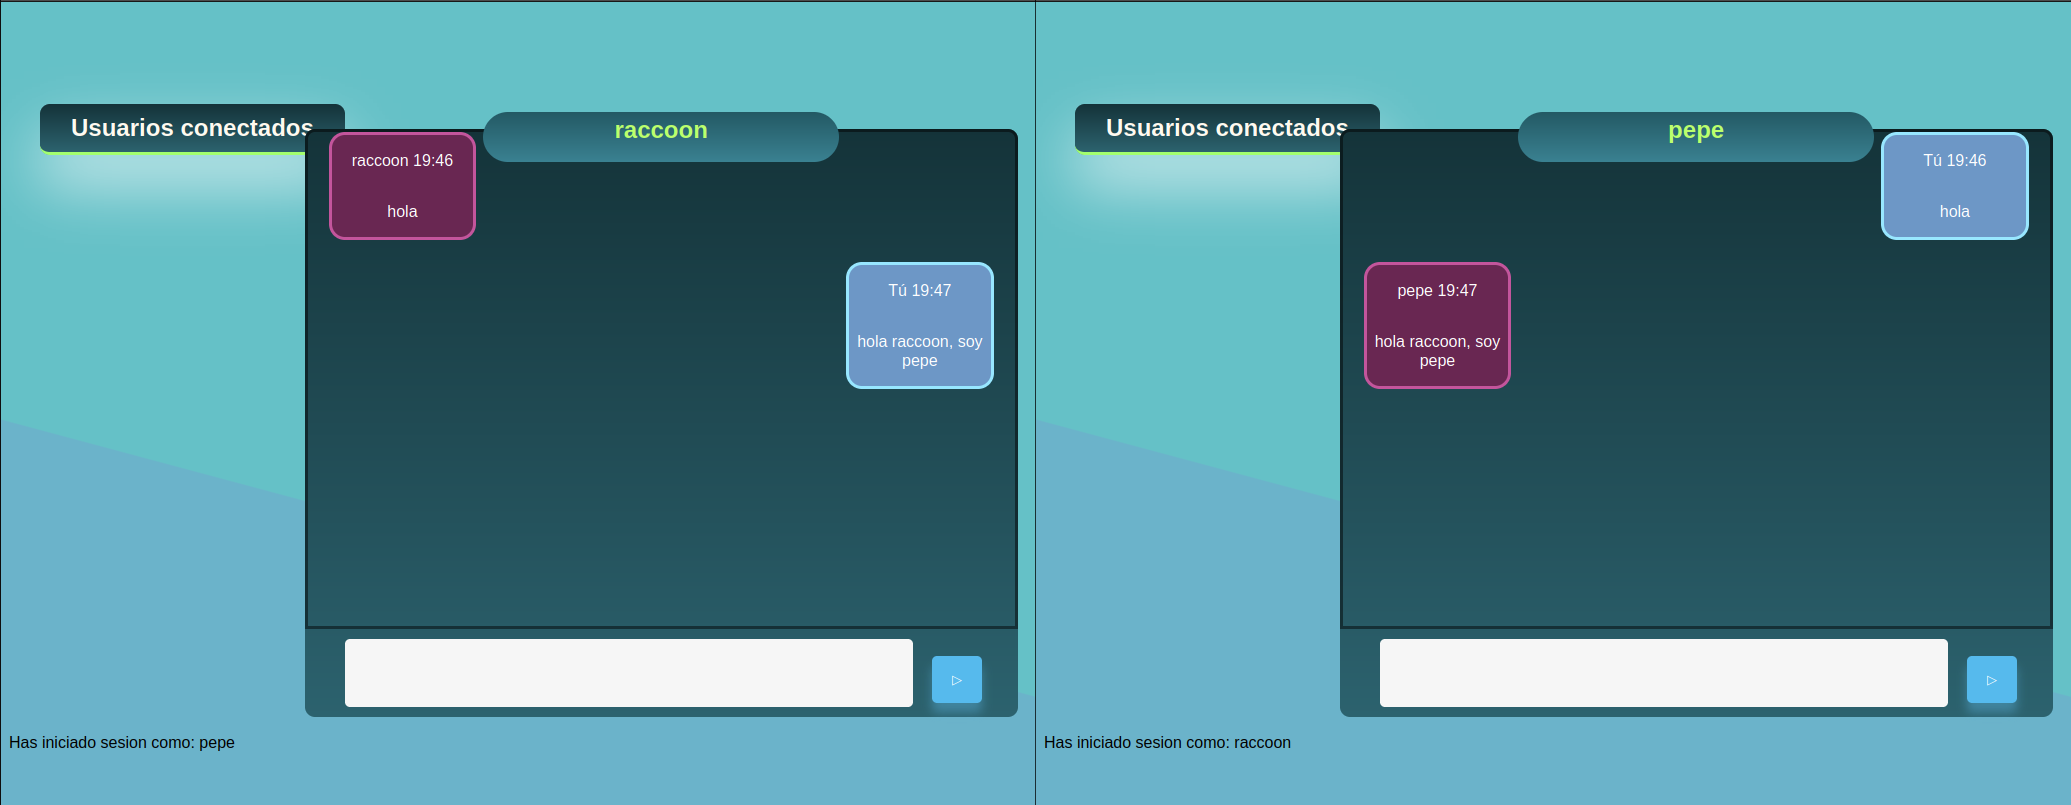 Usuarios conectados
raccoon
raccoon 19:46
hola
Tú 19:47
hola raccoon, soy
pepe
▷
Has iniciado sesion como: pepe
Usuarios conectados
pepe
Tú 19:46
hola
pepe 19:47
hola raccoon, soy
pepe
▷
Has iniciado sesion como: raccoon